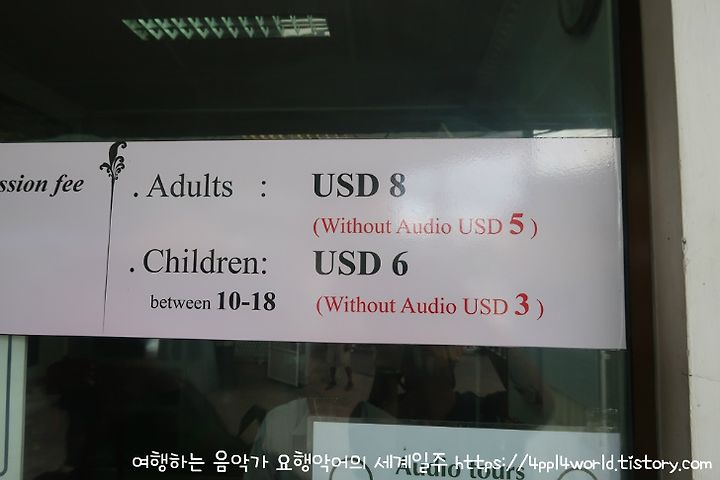 ssion fee
. Adults : USD 8
(Without Audio USD 5 )
. Children: USD 6
between 10-18 (Without Audio USD 3 )
Audio tours
여행하는 음악가 요행악어의 세계일주 https://4ppl4world.tistory.com